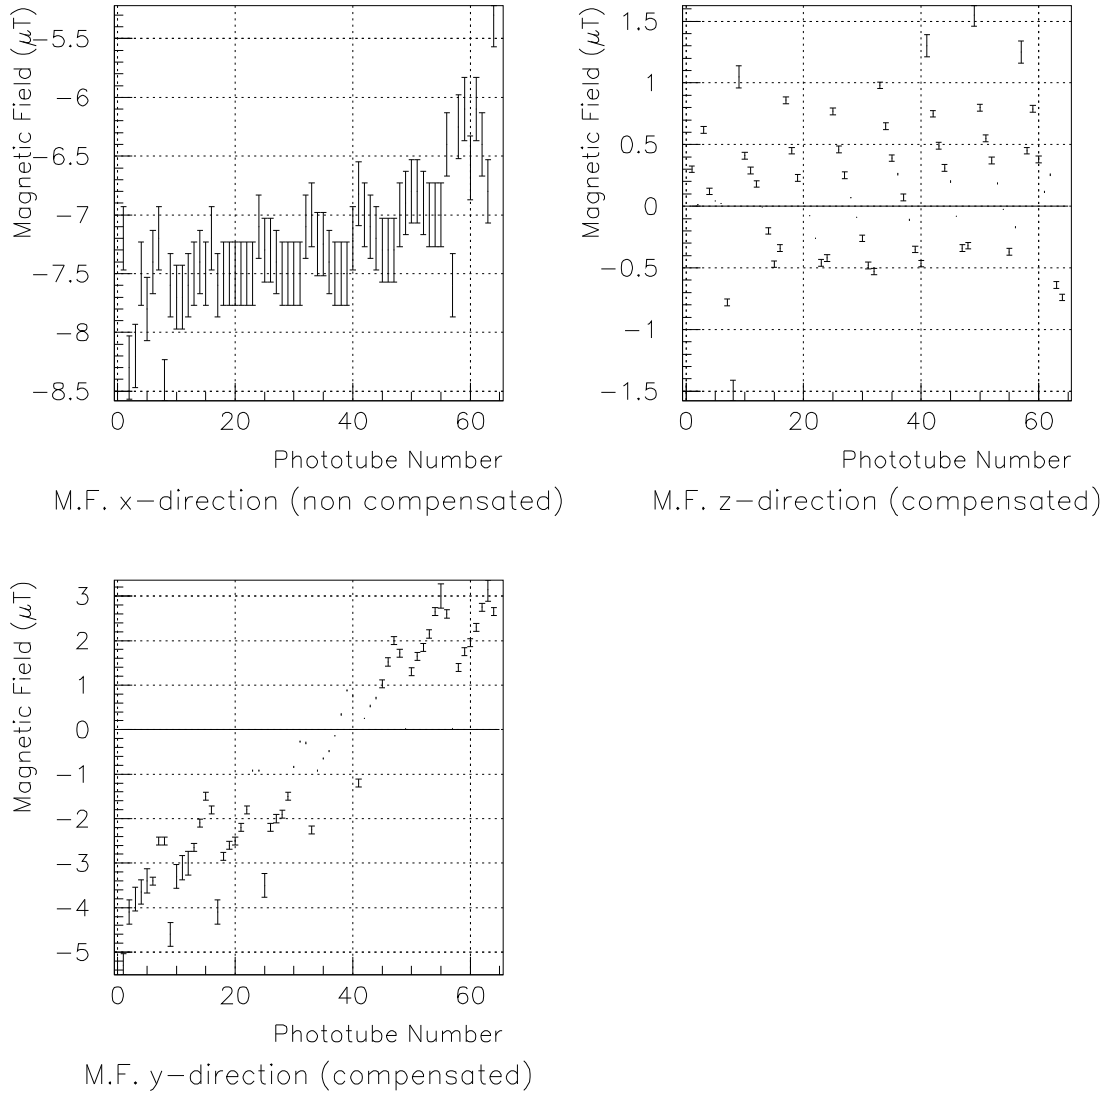 Magnetic Field (μT)
−5.5
−6
−6.5
−7
−7.5
−8
−8.5
0 20 40 60
Phototube Number
M.F. x−direction (non compensated)
Magnetic Field (μT)
1.5
1
0.5
0
−0.5
−1
−1.5
0 20 40 60
Phototube Number
M.F. z−direction (compensated)
Magnetic Field (μT)
3
2
1
0
−1
−2
−3
−4
−5
0 20 40 60
Phototube Number
M.F. y−direction (compensated)